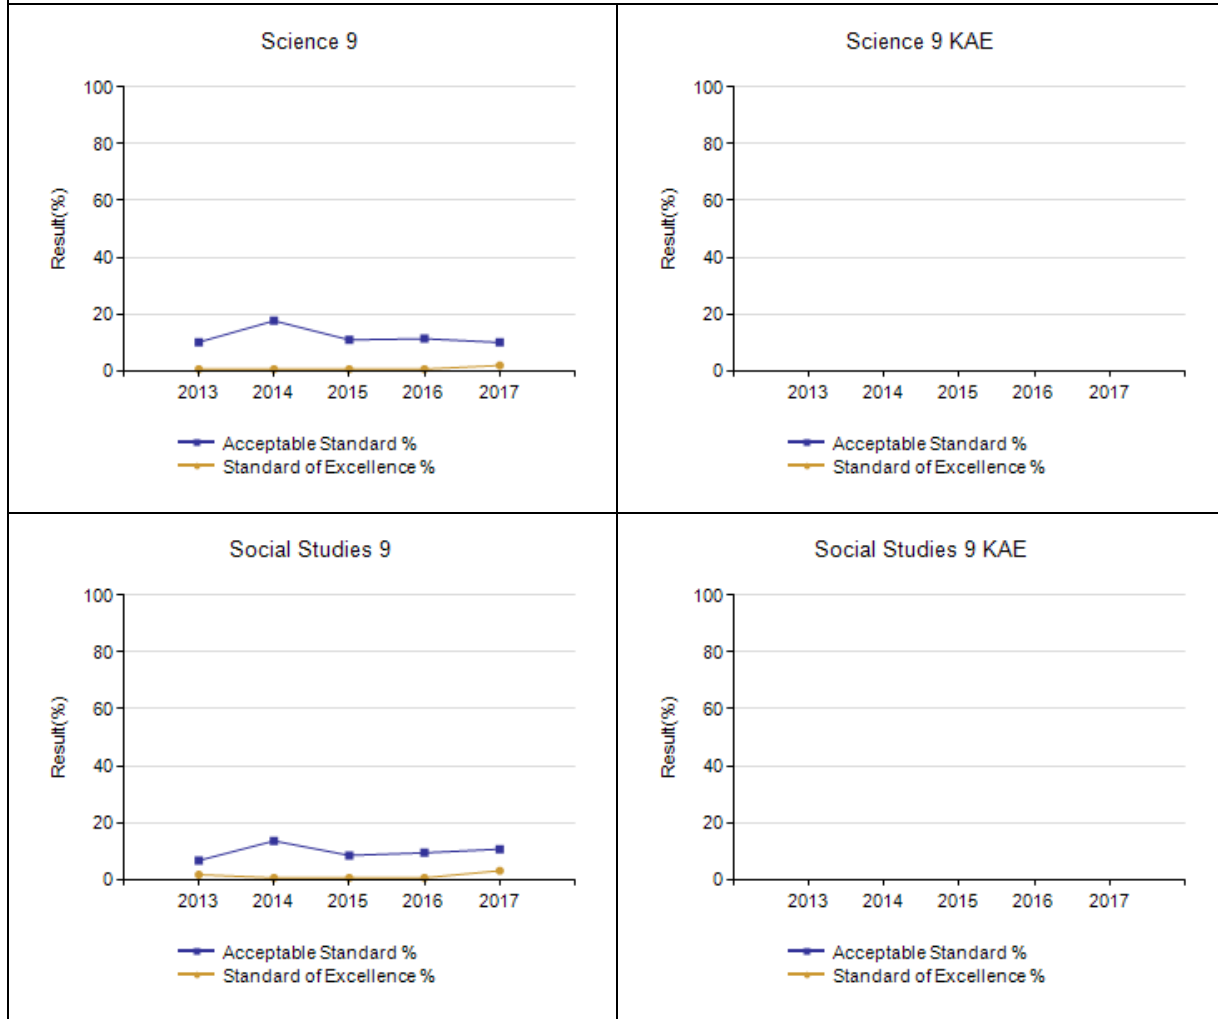 Science 9
100
80
60
40
20
0
Result(%)
2013 2014 2015 2016 2017
Acceptable Standard %
Standard of Excellence %
Science 9 KAE
100
80
60
40
20
0
Result(%)
2013 2014 2015 2016 2017
Acceptable Standard %
Standard of Excellence %
Social Studies 9
100
80
60
40
20
0
Result(%)
2013 2014 2015 2016 2017
Acceptable Standard %
Standard of Excellence %
Social Studies 9 KAE
100
80
60
40
20
0
Result(%)
2013 2014 2015 2016 2017
Acceptable Standard %
Standard of Excellence %